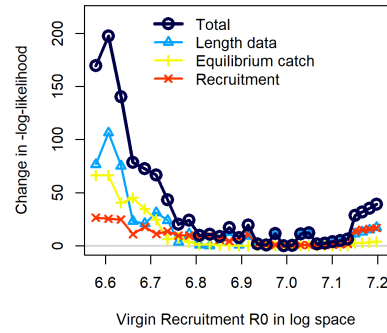 Total
Length data
Equilibrium catch
Recruitment
Change in -log-likelihood
200
150
100
50
0
6.6
6.7
6.8
6.9
7.0
7.1
7.2
Virgin Recruitment R0 in log space